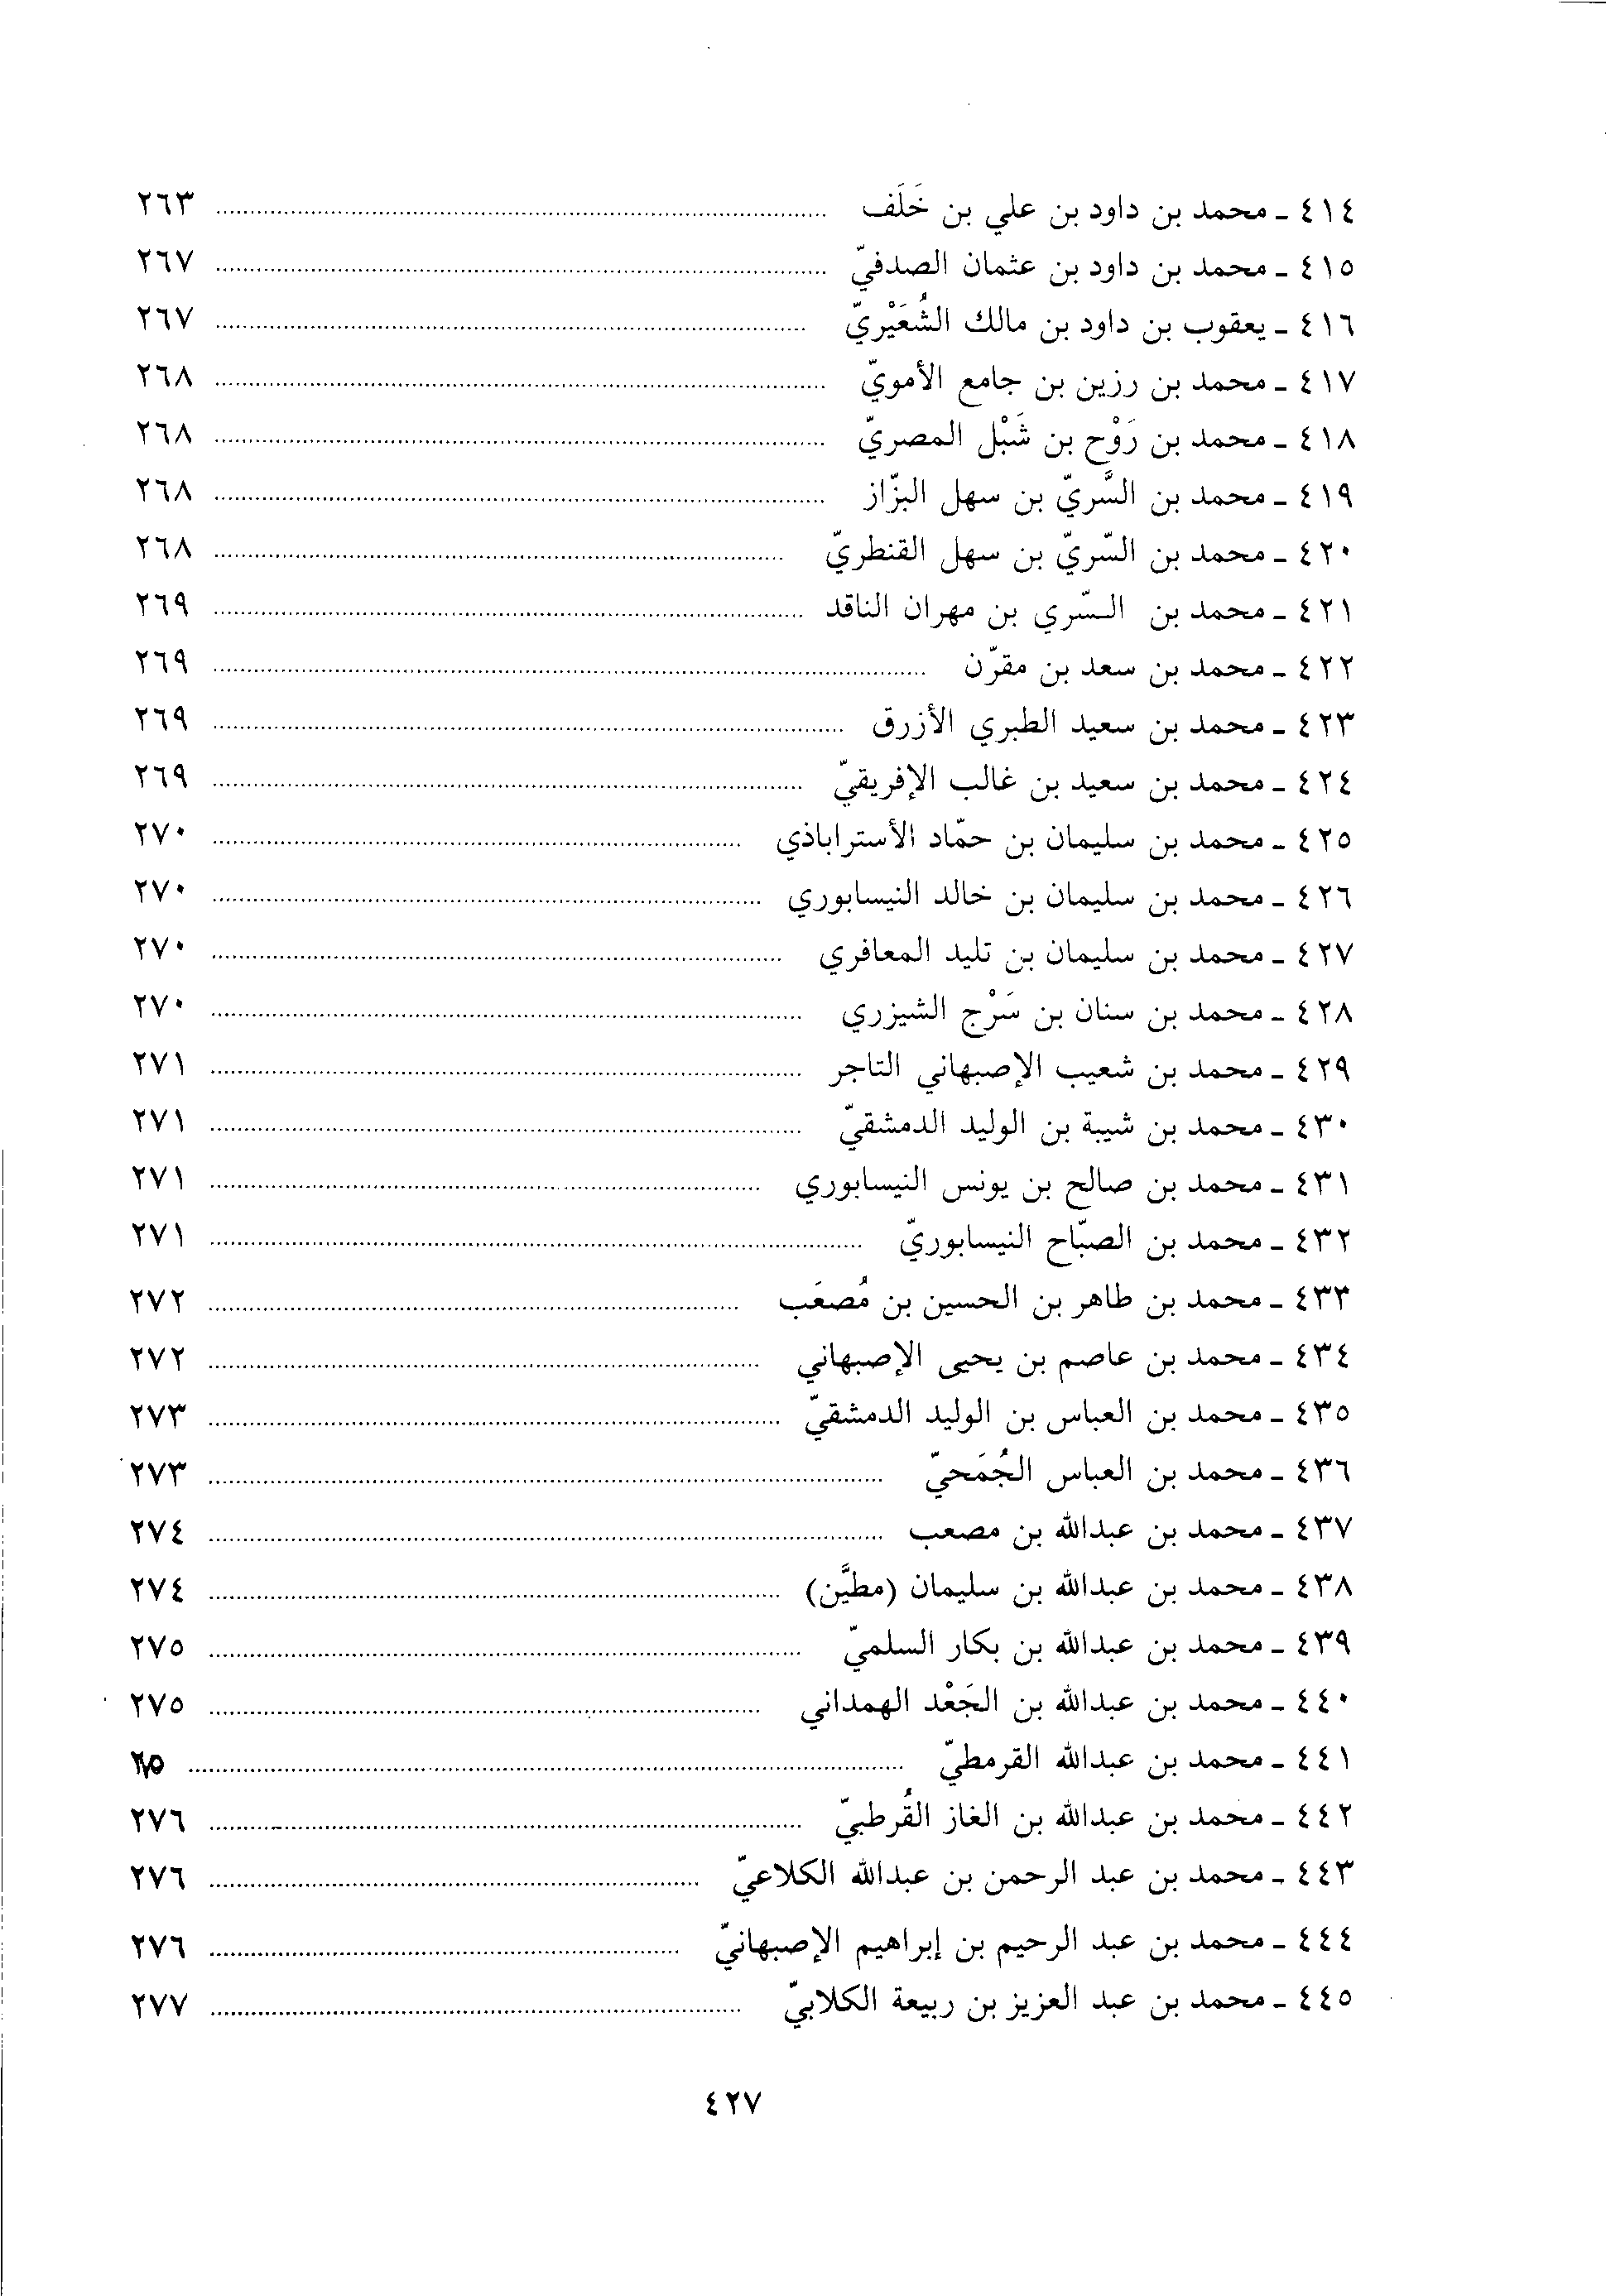 ٤١٤ ـ محمد بن داود بن علي بن خَلَف ........ ٢٦٣
٤١٥ ـ محمد بن داود بن عثمان الصدفيّ ........ ٢٦٧
٤١٦ ـ يعقوب بن داود بن مالك الشُعَيْريّ ........ ٢٦٧
٤١٧ ـ محمد بن رزين بن جامع الأمويّ ........ ٢٦٨
٤١٨ ـ محمد بن رَوْح بن شَبْل المصريّ ........ ٢٦٨
٤١٩ ـ محمد بن السَّريّ بن سهل البزّاز ........ ٢٦٨
٤٢٠ ـ محمد بن السّريّ بن سهل القنطريّ ........ ٢٦٨
٤٢١ ـ محمد بن السّري بن مهران الناقد ........ ٢٦٩
٤٢٢ ـ محمد بن سعد بن مقرّن ........ ٢٦٩
٤٢٣ ـ محمد بن سعيد الطبري الأزرق ........ ٢٦٩
٤٢٤ ـ محمد بن سعيد بن غالب الإفريقيّ ........ ٢٦٩
٤٢٥ ـ محمد بن سليمان بن حمّاد الأستراباذي ........ ٢٧٠
٤٢٦ ـ محمد بن سليمان بن خالد النيسابوري ........ ٢٧٠
٤٢٧ ـ محمد بن سليمان بن تليد المعافري ........ ٢٧٠
٤٢٨ ـ محمد بن سنان بن سَرْج الشيزري ........ ٢٧٠
٤٢٩ ـ محمد بن شعيب الإصبهاني التاجر ........ ٢٧١
٤٣٠ ـ محمد بن شيبة بن الوليد الدمشقيّ ........ ٢٧١
٤٣١ ـ محمد بن صالح بن يونس النيسابوري ........ ٢٧١
٤٣٢ ـ محمد بن الصبّاح النيسابوريّ ........ ٢٧١
٤٣٣ ـ محمد بن طاهر بن الحسين بن مُصعَب ........ ٢٧٢
٤٣٤ ـ محمد بن عاصم بن يحيى الإصبهاني ........ ٢٧٢
٤٣٥ ـ محمد بن العباس بن الوليد الدمشقيّ ........ ٢٧٣
٤٣٦ ـ محمد بن العباس الجُمَحيّ ........ ٢٧٣
٤٣٧ ـ محمد بن عبدالله بن مصعب ........ ٢٧٤
٤٣٨ ـ محمد بن عبدالله بن سليمان (مطيَّن) ........ ٢٧٤
٤٣٩ ـ محمد بن عبدالله بن بكار السلميّ ........ ٢٧٥
٤٤٠ ـ محمد بن عبدالله بن الجَعْد الهمداني ........ ٢٧٥
٤٤١ ـ محمد بن عبدالله القرمطيّ ........
٤٤٢ ـ محمد بن عبدالله بن الغاز القُرطبيّ ........ ٢٧٦
٤٤٣ ـ محمد بن عبد الرحمن بن عبدالله الكلاعيّ ........ ٢٧٦
٤٤٤ ـ محمد بن عبد الرحيم بن إبراهيم الإصبهانيّ ........ ٢٧٦
٤٤٥ ـ محمد بن عبد العزيز بن ربيعة الكلابيّ ........ ٢٧٧
٤٢٧